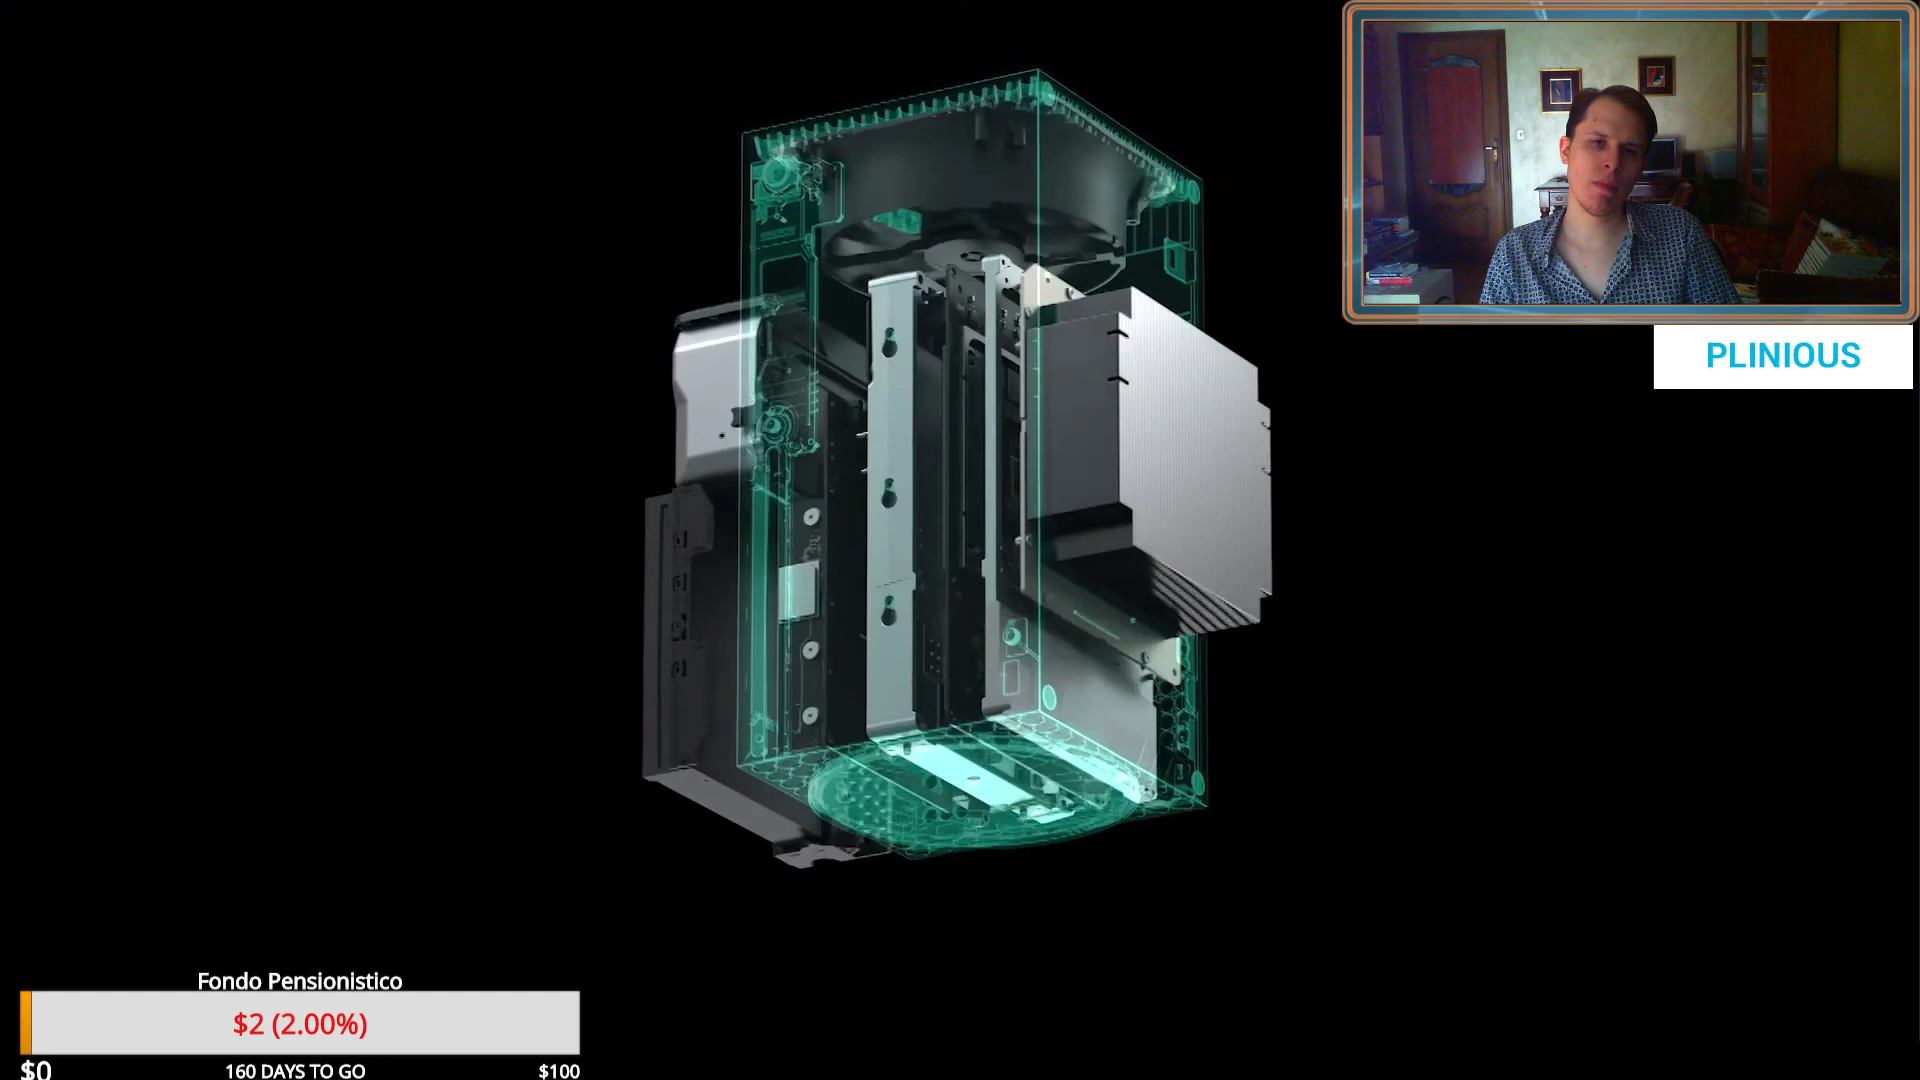 PLINIOUS
Fondo Pensionistico
$2 (2.00%)
$0 160 DAYS TO GO $100